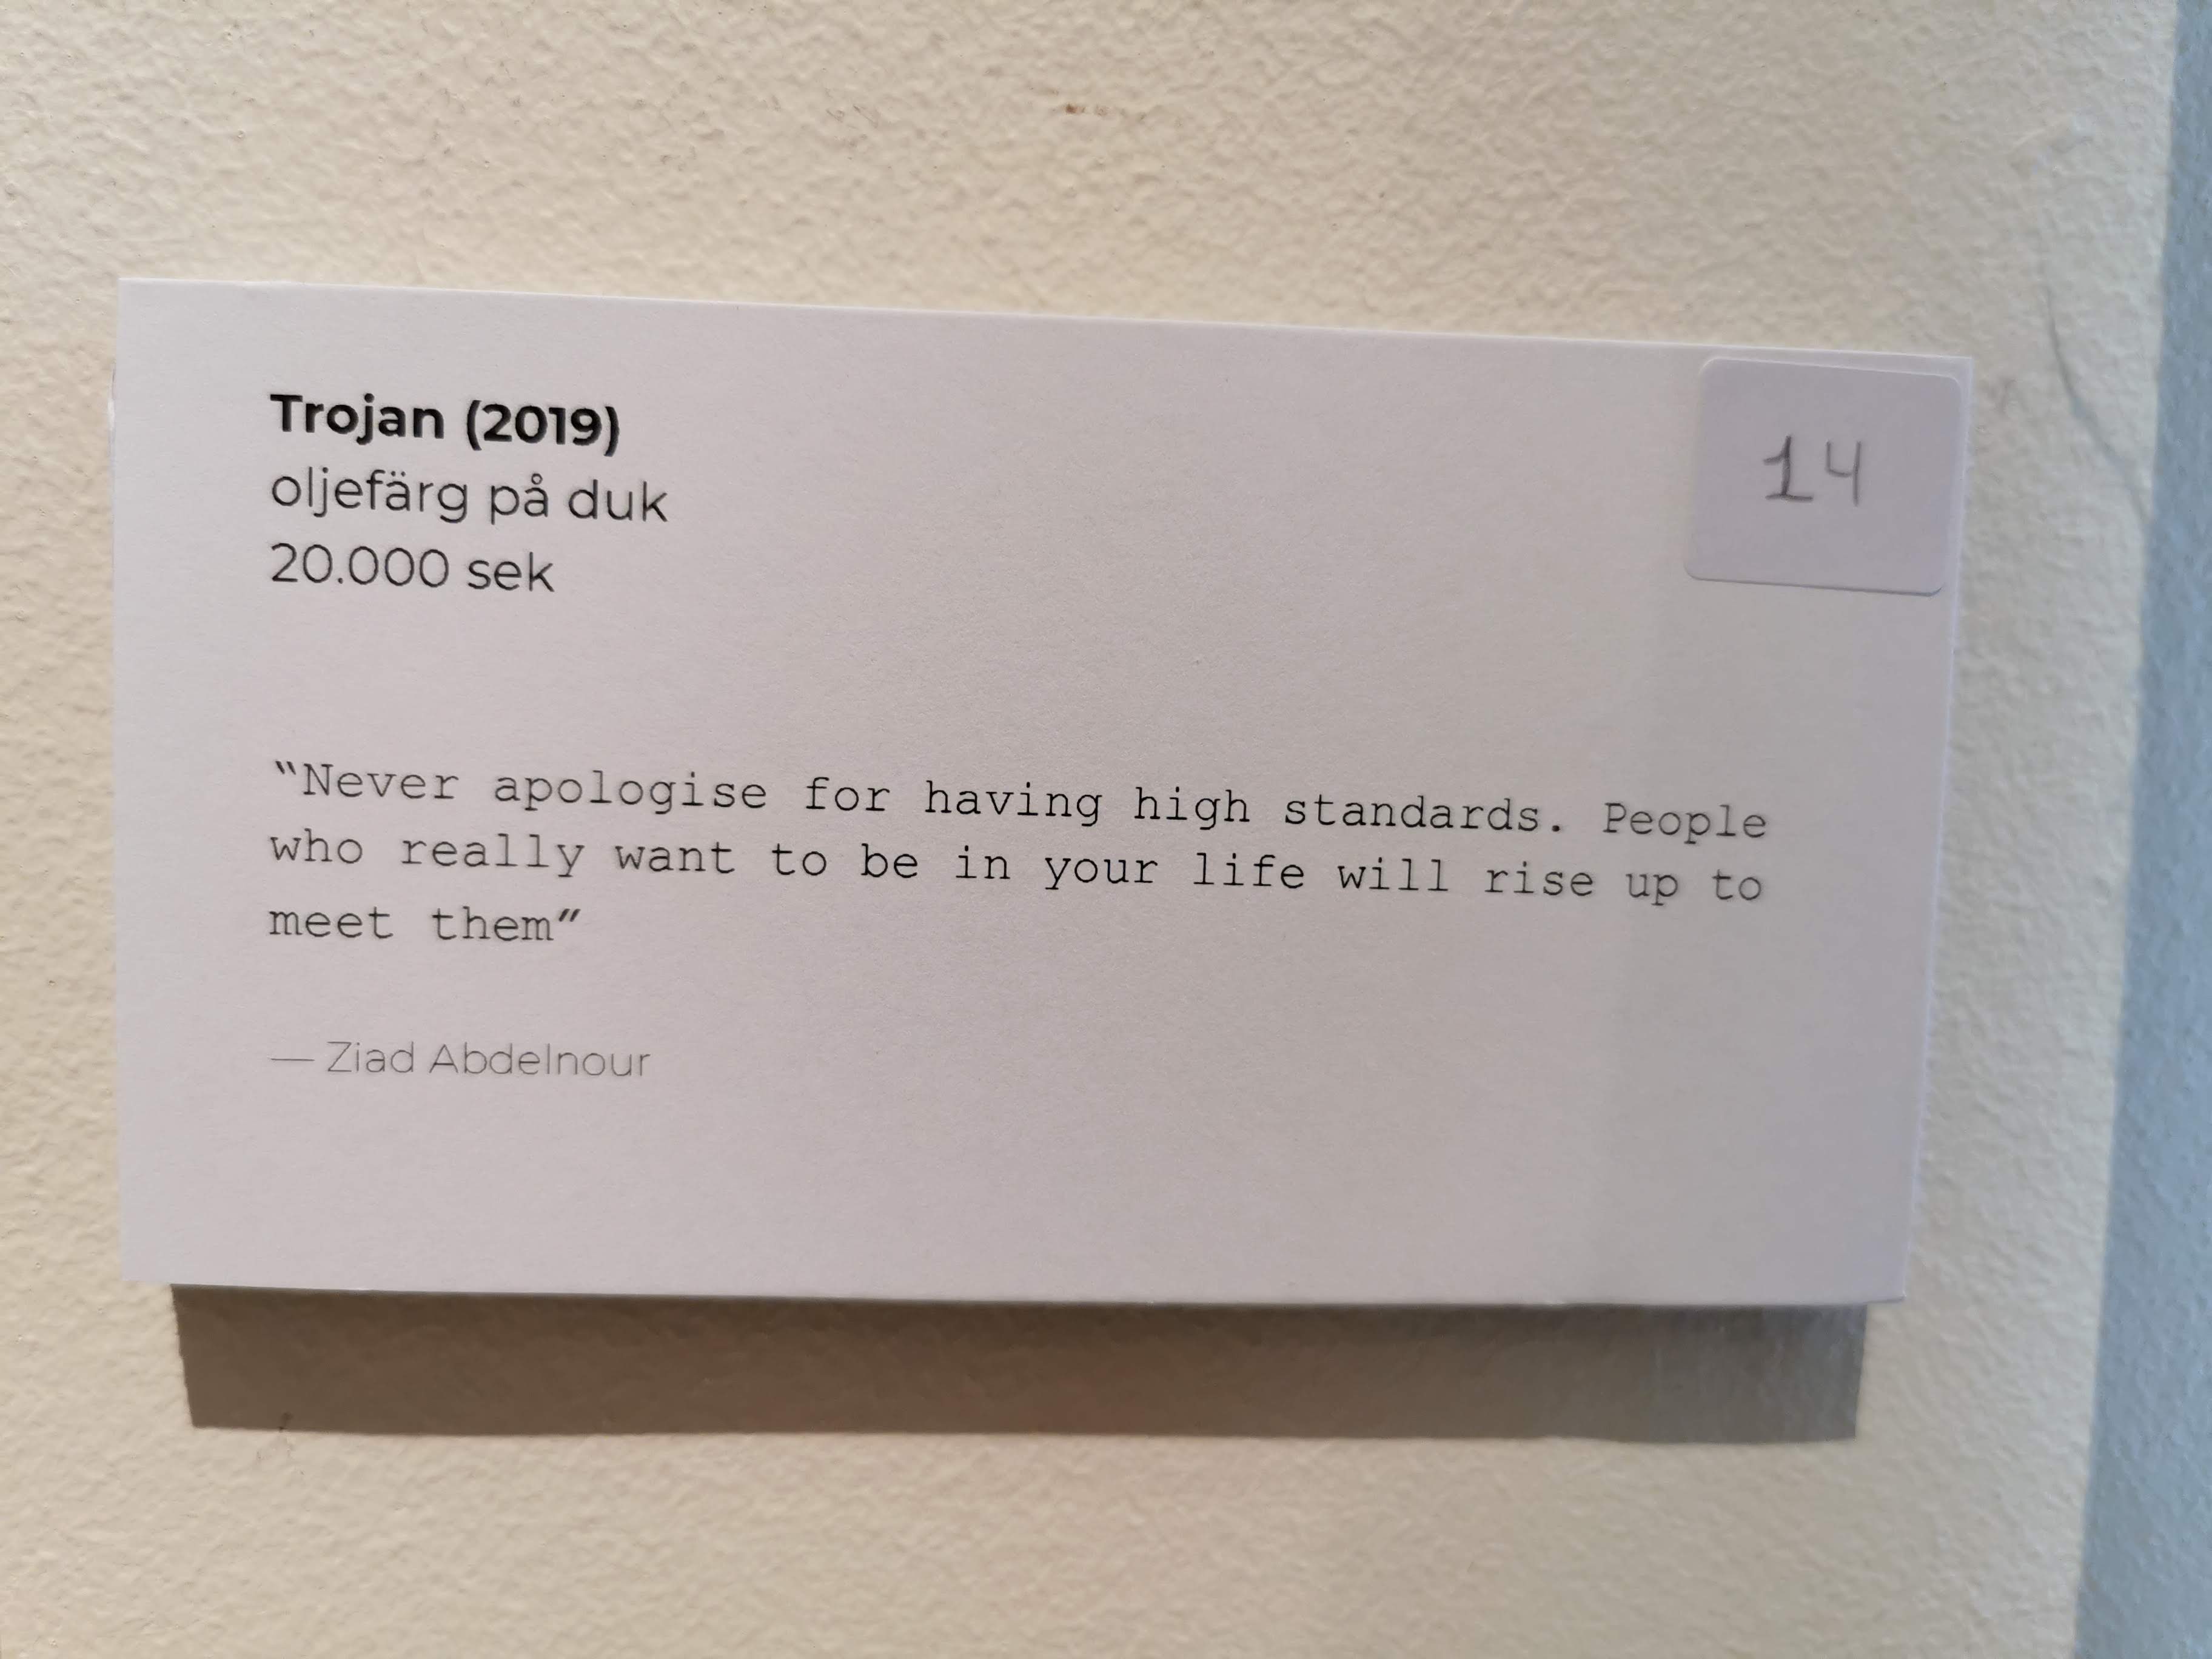 Trojan (2019)
oljefärg på duk
20.000 sek
14
“Never apologise for having high standards. People
who really want to be in your life will rise up to
meet them”
— Ziad Abdelnour